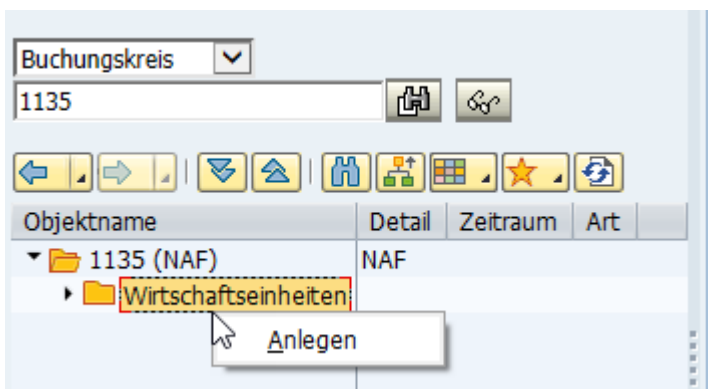 Buchungskreis
1135
Objektname Detail Zeitraum Art
1135 (NAF) NAF
Wirtschaftseinheiten
Anlegen